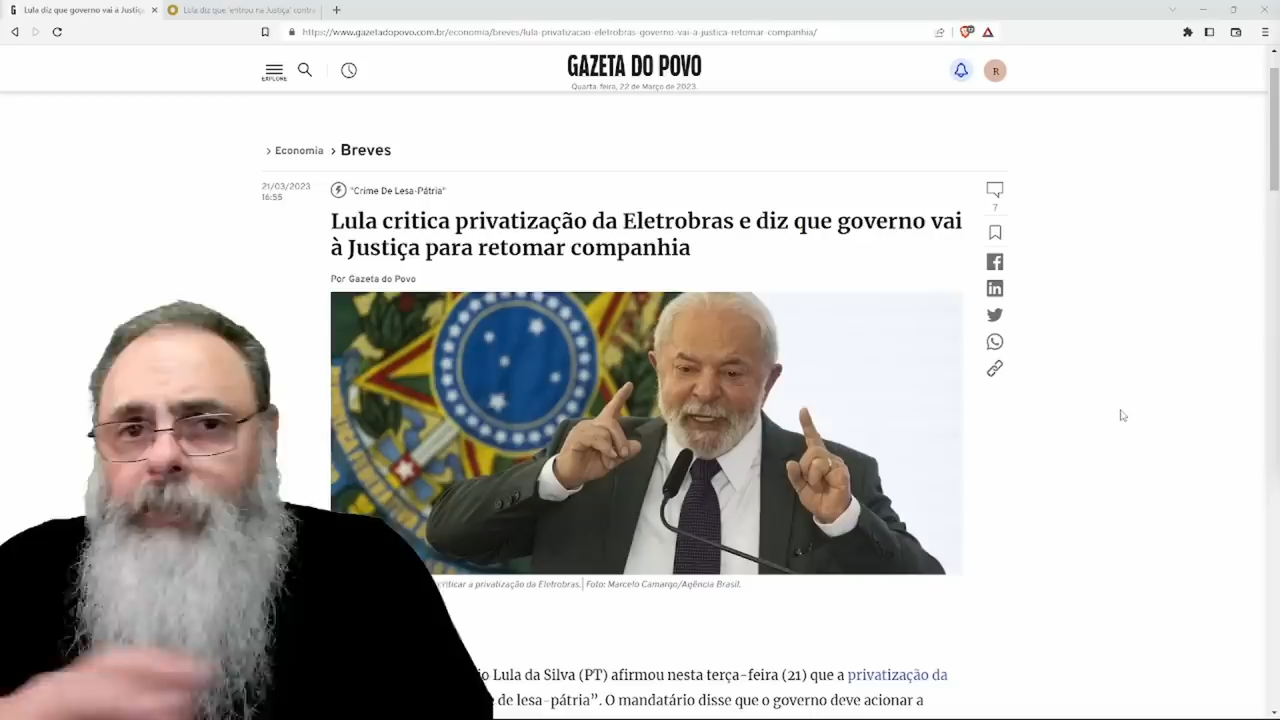 Lula diz que governo vai à Justiça
Lula diz que 'entrou na Justiça' contra
https://www.gazetadopovo.com.br/economia/breves/lula-privatizacao-eletrobras-governo-vai-a-justica-retomar-companhia/
EXPLORE
GAZETA DO POVO
Quarta-feira, 22 de Março de 2023.
R
> Economia > Breves
21/03/2023
16:55
"Crime De Lesa-Pátria"
7
Lula critica privatização da Eletrobras e diz que governo vai
à Justiça para retomar companhia
Por Gazeta do Povo
criticar a privatização da Eletrobras.| Foto: Marcelo Camargo/Agência Brasil.
io Lula da Silva (PT) afirmou nesta terça-feira (21) que a privatização da
de lesa-pátria”. O mandatário disse que o governo deve acionar a